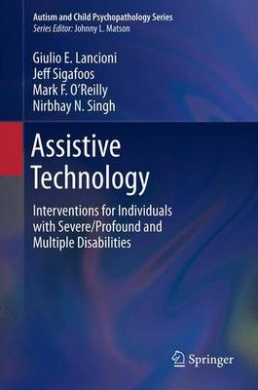 Autism and Child Psychopathology Series
Series Editor: Johnny L. Matson
Giulio E. Lancioni
Jeff Sigafoos
Mark F. O'Reilly
Nirbhay N. Singh
Assistive
Technology
Interventions for Individuals
with Severe/Profound and
Multiple Disabilities
Springer